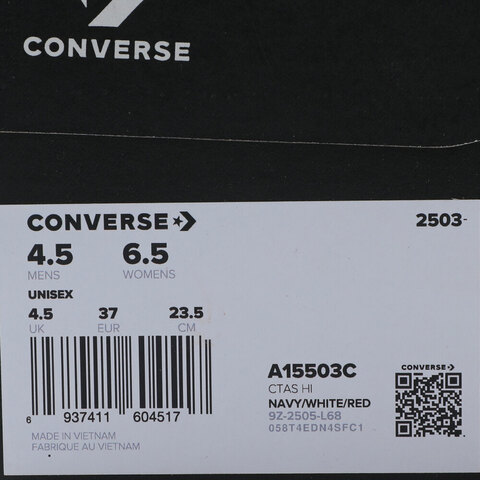 CONVERSE
CONVERSE
2503-
4.5 6.5
MENS WOMENS
UNISEX
4.5 37 23.5
UK EUR CM
6 937411 604517
MADE IN VIETNAM
FABRIQUE AU VIETNAM
A15503C
CTAS HI
NAVY/WHITE/RED
9Z-2505-L68
058T4EDN4SFC1
CONVERSE